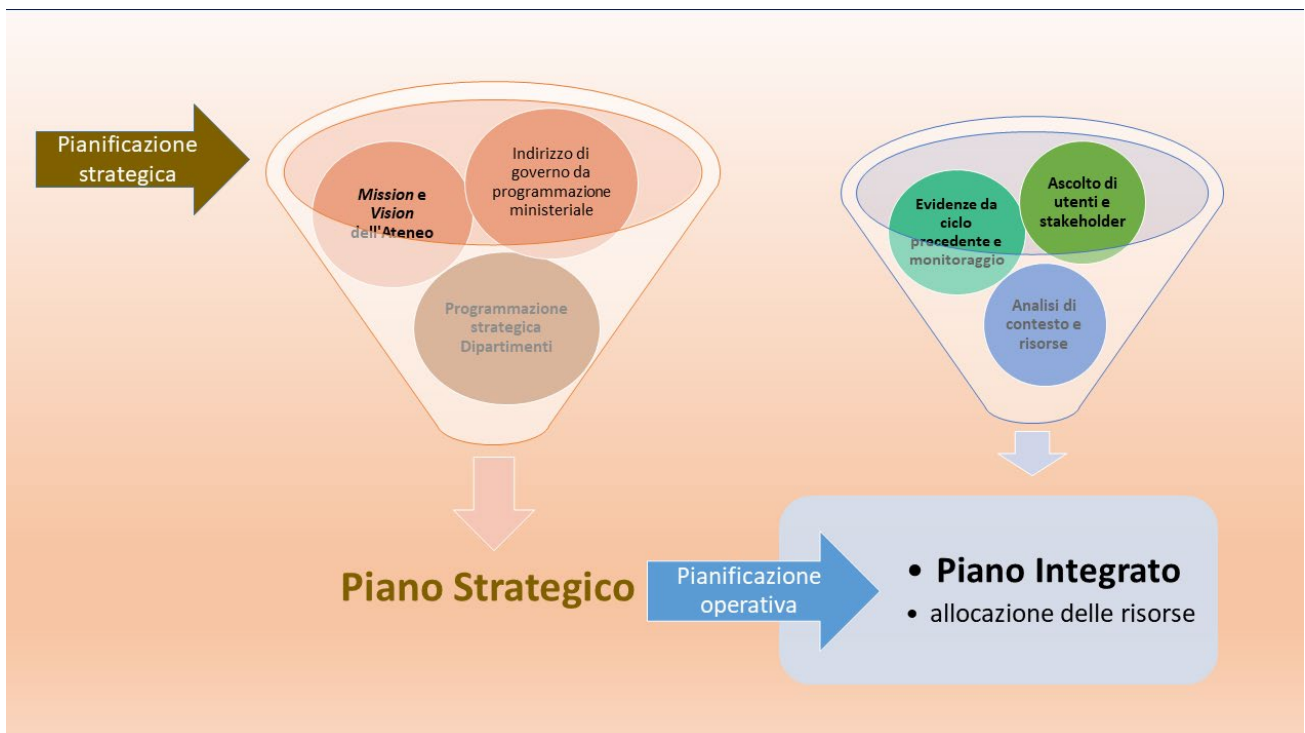 Pianificazione
strategica
Mission e
Vision
dell'Ateneo
Indirizzo di
governo da
programmazione
ministeriale
Programmazione
strategica
Dipartimenti
Evidenze da
ciclo
precedente e
monitoraggio
Ascolto di
utenti e
stakeholder
Analisi di
contesto e
risorse
Piano Strategico
Pianificazione
operativa
• Piano Integrato
• allocazione delle risorse